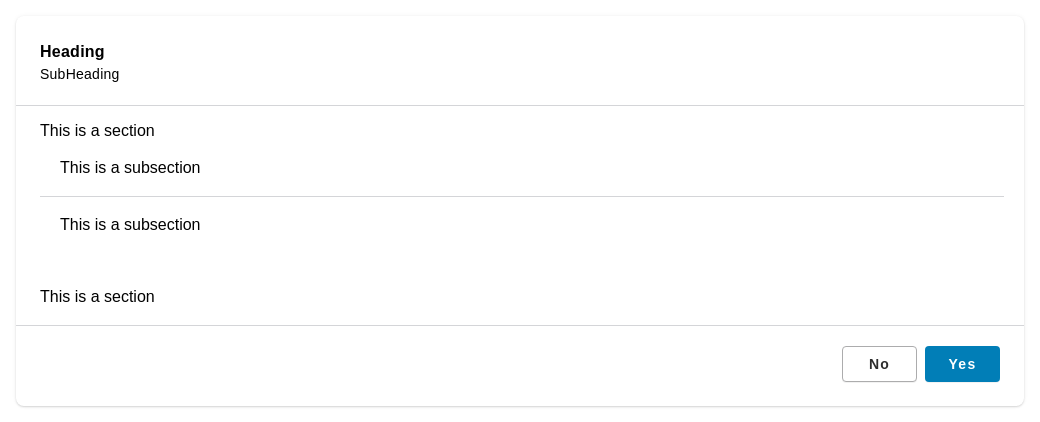 Heading
SubHeading
This is a section
This is a subsection
This is a subsection
This is a section
No Yes